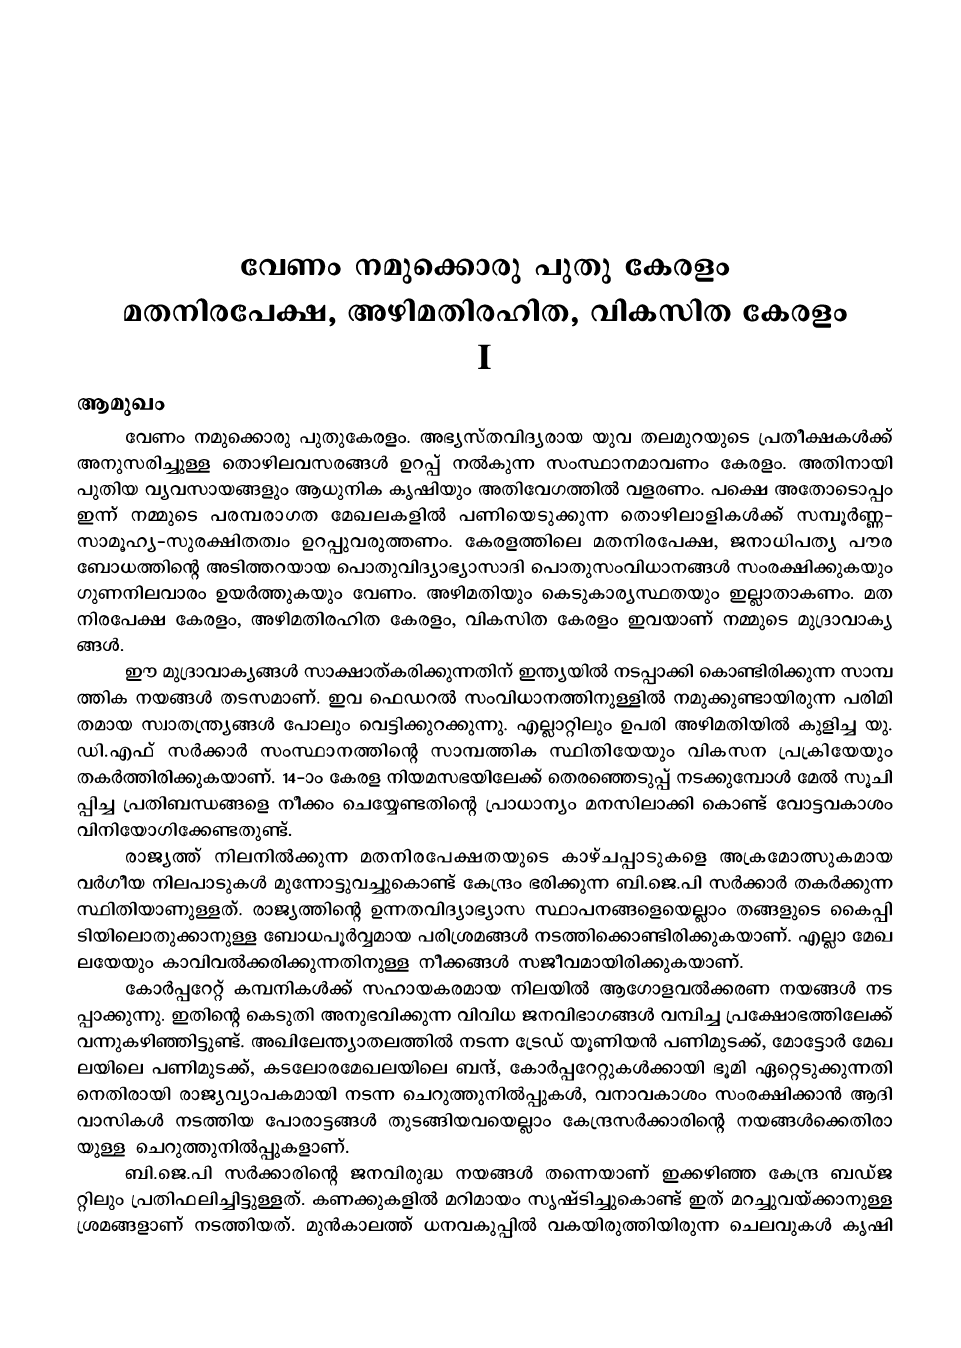 വേണം നമുക്കൊരു പുതു കേരളം
മതനിരപേക്ഷ, അഴിമതിരഹിത, വികസിത കേരളം
I
ആമുഖം
വേണം നമുക്കൊരു പുതുകേരളം. അഭ്യസ്തവിദ്യരായ യുവ തലമുറയുടെ പ്രതീക്ഷകൾക്ക്
അനുസരിച്ചുള്ള തൊഴിലവസരങ്ങൾ ഉറപ്പ് നൽകുന്ന സംസ്ഥാനമാവണം കേരളം. അതിനായി
പുതിയ വ്യവസായങ്ങളും ആധുനിക കൃഷിയും അതിവേഗത്തിൽ വളരണം. പക്ഷെ അതോടൊപ്പം
ഇന്ന് നമ്മുടെ പരമ്പരാഗത മേഖലകളിൽ പണിയെടുക്കുന്ന തൊഴിലാളികൾക്ക് സമ്പൂർണ്ണ-
സാമൂഹ്യ-സുരക്ഷിതത്വം ഉറപ്പുവരുത്തണം. കേരളത്തിലെ മതനിരപേക്ഷ, ജനാധിപത്യ പൗര
ബോധത്തിന്റെ അടിത്തറയായ പൊതുവിദ്യാഭ്യാസാദി പൊതുസംവിധാനങ്ങൾ സംരക്ഷിക്കുകയും
ഗുണനിലവാരം ഉയർത്തുകയും വേണം. അഴിമതിയും കെടുകാര്യസ്ഥതയും ഇല്ലാതാകണം. മത
നിരപേക്ഷ കേരളം, അഴിമതിരഹിത കേരളം, വികസിത കേരളം ഇവയാണ് നമ്മുടെ മുദ്രാവാക്യ
ങ്ങൾ.
ഈ മുദ്രാവാക്യങ്ങൾ സാക്ഷാത്കരിക്കുന്നതിന് ഇന്ത്യയിൽ നടപ്പാക്കി കൊണ്ടിരിക്കുന്ന സാമ്പ
ത്തിക നയങ്ങൾ തടസമാണ്. ഇവ ഫെഡറൽ സംവിധാനത്തിനുള്ളിൽ നമുക്കുണ്ടായിരുന്ന പരിമി
തമായ സ്വാതന്ത്ര്യങ്ങൾ പോലും വെട്ടിക്കുറക്കുന്നു. എല്ലാറ്റിലും ഉപരി അഴിമതിയിൽ കുളിച്ച യു.
ഡി.എഫ് സർക്കാർ സംസ്ഥാനത്തിന്റെ സാമ്പത്തിക സ്ഥിതിയേയും വികസന പ്രക്രിയേയും
തകർത്തിരിക്കുകയാണ്. 14-ാം കേരള നിയമസഭയിലേക്ക് തെരഞ്ഞെടുപ്പ് നടക്കുമ്പോൾ മേൽ സൂചി
പ്പിച്ച പ്രതിബന്ധങ്ങളെ നീക്കം ചെയ്യേണ്ടതിന്റെ പ്രാധാന്യം മനസിലാക്കി കൊണ്ട് വോട്ടവകാശം
വിനിയോഗിക്കേണ്ടതുണ്ട്.
രാജ്യത്ത് നിലനിൽക്കുന്ന മതനിരപേക്ഷതയുടെ കാഴ്ചപ്പാടുകളെ അക്രമോത്സുകമായ
വർഗീയ നിലപാടുകൾ മുന്നോട്ടുവച്ചുകൊണ്ട് കേന്ദ്രം ഭരിക്കുന്ന ബി.ജെ.പി സർക്കാർ തകർക്കുന്ന
സ്ഥിതിയാണുള്ളത്. രാജ്യത്തിന്റെ ഉന്നതവിദ്യാഭ്യാസ സ്ഥാപനങ്ങളെയെല്ലാം തങ്ങളുടെ കൈപ്പി
ടിയിലൊതുക്കാനുള്ള ബോധപൂർവ്വമായ പരിശ്രമങ്ങൾ നടത്തിക്കൊണ്ടിരിക്കുകയാണ്. എല്ലാ മേഖ
ലയേയും കാവിവൽക്കരിക്കുന്നതിനുള്ള നീക്കങ്ങൾ സജീവമായിരിക്കുകയാണ്.
കോർപ്പറേറ്റ് കമ്പനികൾക്ക് സഹായകരമായ നിലയിൽ ആഗോളവൽക്കരണ നയങ്ങൾ നട
പ്പാക്കുന്നു. ഇതിന്റെ കെടുതി അനുഭവിക്കുന്ന വിവിധ ജനവിഭാഗങ്ങൾ വമ്പിച്ച പ്രക്ഷോഭത്തിലേക്ക്
വന്നുകഴിഞ്ഞിട്ടുണ്ട്. അഖിലേന്ത്യാതലത്തിൽ നടന്ന ട്രേഡ് യൂണിയൻ പണിമുടക്ക്, മോട്ടോർ മേഖ
ലയിലെ പണിമുടക്ക്, കടലോരമേഖലയിലെ ബന്ദ്, കോർപ്പറേറ്റുകൾക്കായി ഭൂമി ഏറ്റെടുക്കുന്നതി
നെതിരായി രാജ്യവ്യാപകമായി നടന്ന ചെറുത്തുനിൽപ്പുകൾ, വനാവകാശം സംരക്ഷിക്കാൻ ആദി
വാസികൾ നടത്തിയ പോരാട്ടങ്ങൾ തുടങ്ങിയവയെല്ലാം കേന്ദ്രസർക്കാരിന്റെ നയങ്ങൾക്കെതിരാ
യുള്ള ചെറുത്തുനിൽപ്പുകളാണ്.
ബി.ജെ.പി സർക്കാരിന്റെ ജനവിരുദ്ധ നയങ്ങൾ തന്നെയാണ് ഇക്കഴിഞ്ഞ കേന്ദ്ര ബഡ്ജ
റ്റിലും പ്രതിഫലിച്ചിട്ടുള്ളത്. കണക്കുകളിൽ മറിമായം സൃഷ്ടിച്ചുകൊണ്ട് ഇത് മറച്ചുവയ്ക്കാനുള്ള
ശ്രമങ്ങളാണ് നടത്തിയത്. മുൻകാലത്ത് ധനവകുപ്പിൽ വകയിരുത്തിയിരുന്ന ചെലവുകൾ കൃഷി